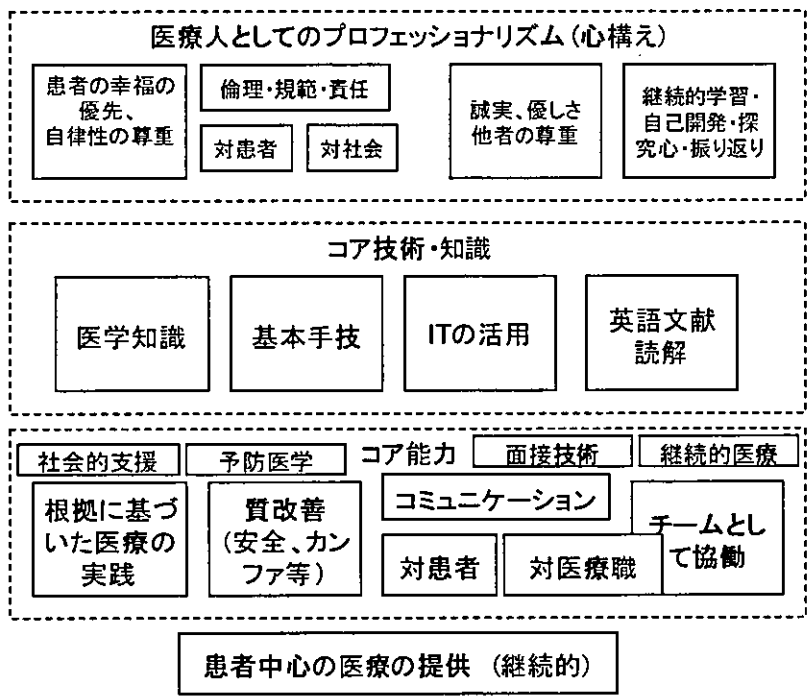 医療人としてのプロフェッショナリズム(心構え)
患者の幸福の
優先、
自律性の尊重
倫理・規範・責任
対患者
対社会
誠実、優しさ
他者の尊重
継続的学習・
自己開発・探
究心・振り返り
コア技術・知識
医学知識
基本手技
ITの活用
英語文献
読解
社会的支援
予防医学
コア能力
面接技術
継続的医療
根拠に基づ
いた医療の
実践
質改善
(安全、カン
ファ等)
コミュニケーション
対患者
対医療職
チームとし
て協働
患者中心の医療の提供 (継続的)